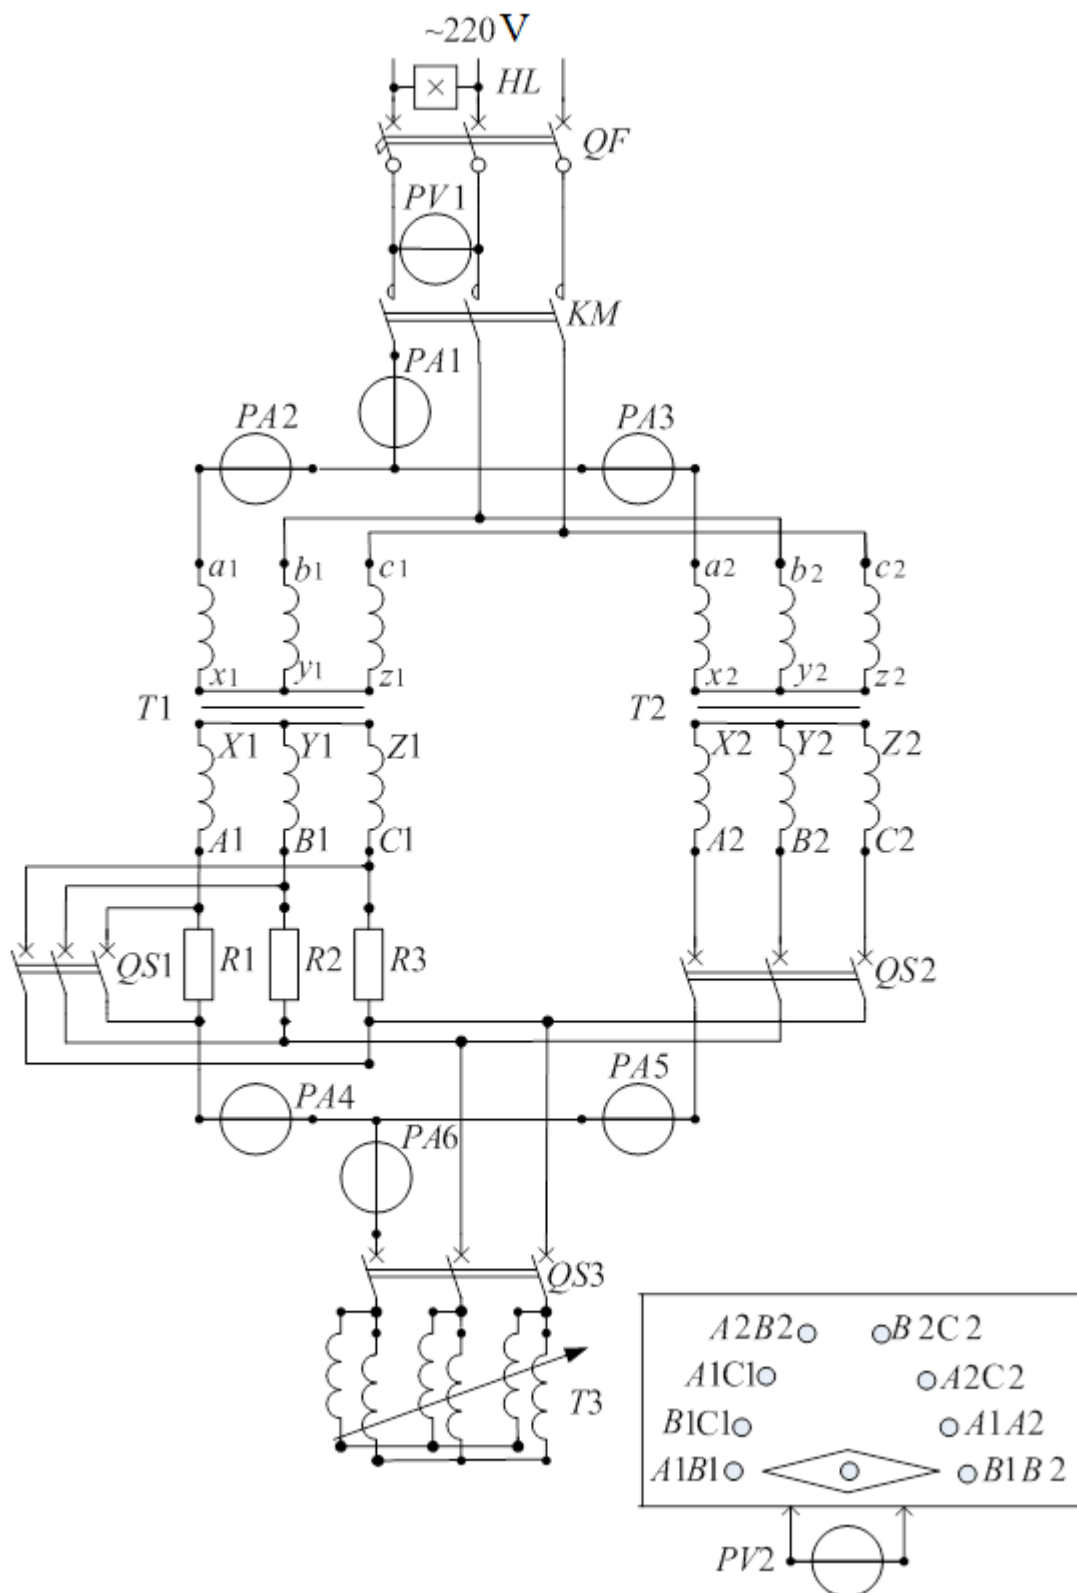 ~220V
HL
QF
PV1
KM
PA1
PA2 PA3
a1 b1 c1 a2 b2 c2
x1 y1 z1 x2 y2 z2
T1 T2
X1 Y1 Z1 X2 Y2 Z2
A1 B1 C1 A2 B2 C2
QS1 R1 R2 R3 QS2
PA4 PA5
PA6
QS3
A2B2 B2C2
A1C1 A2C2
T3
B1C1 A1A2
A1B1 B1B2
PV2